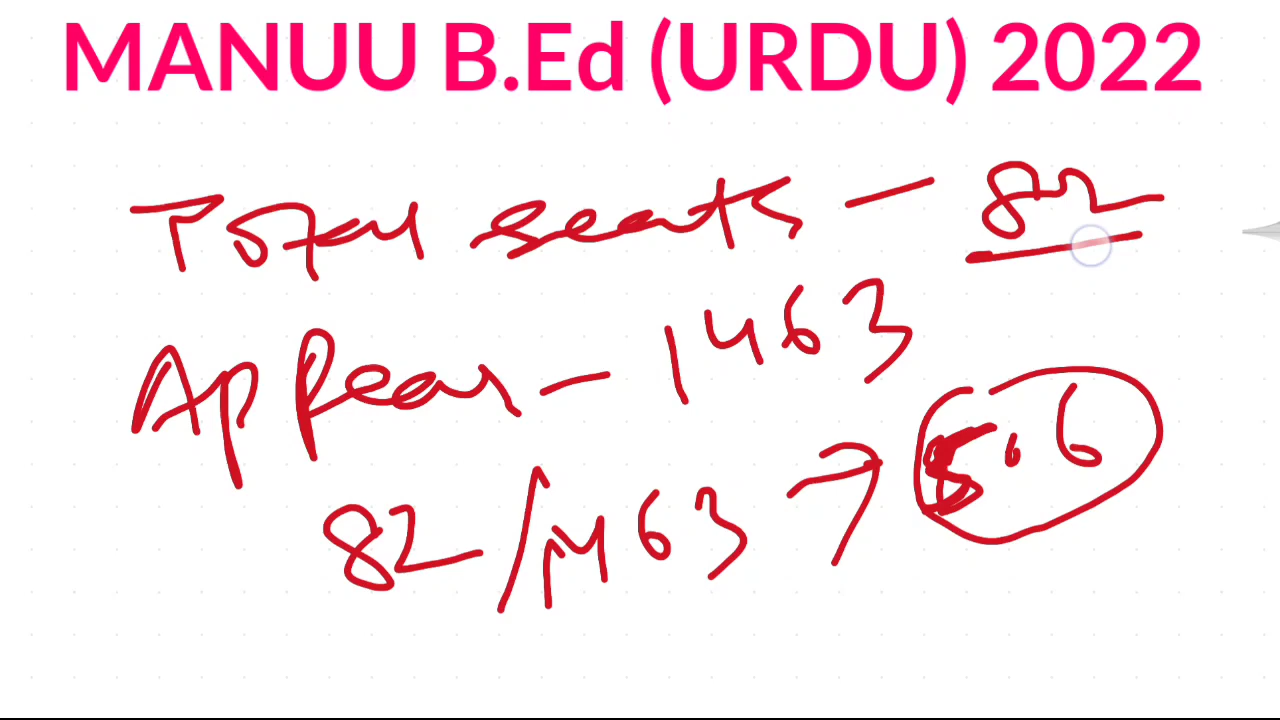 MANUU B.Ed (URDU) 2022
Total seats - 82
Appear - 1463
82/1463 → 5.6